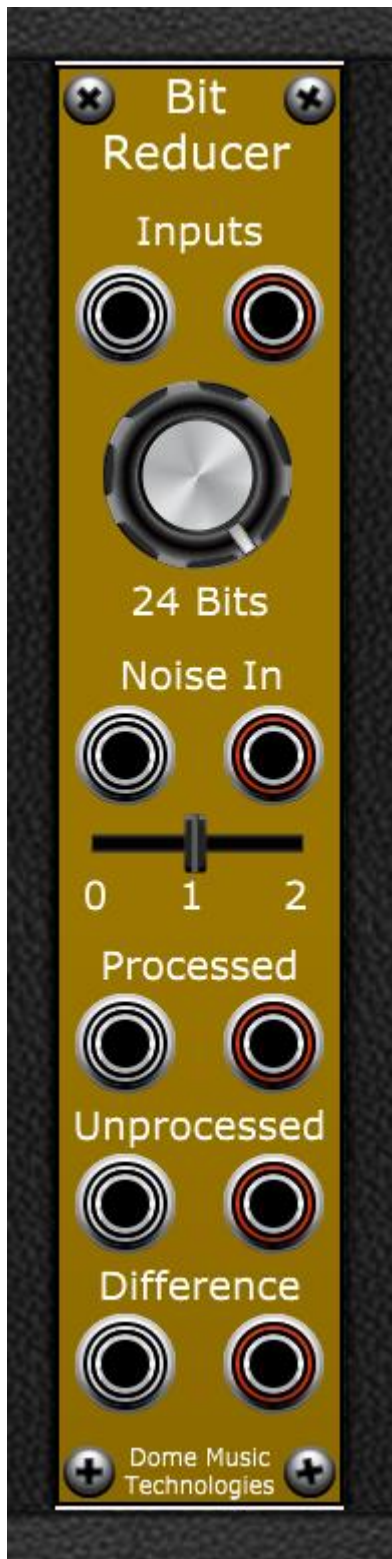 Bit
Reducer
Inputs
24 Bits
Noise In
0 1 2
Processed
Unprocessed
Difference
Dome Music
Technologies